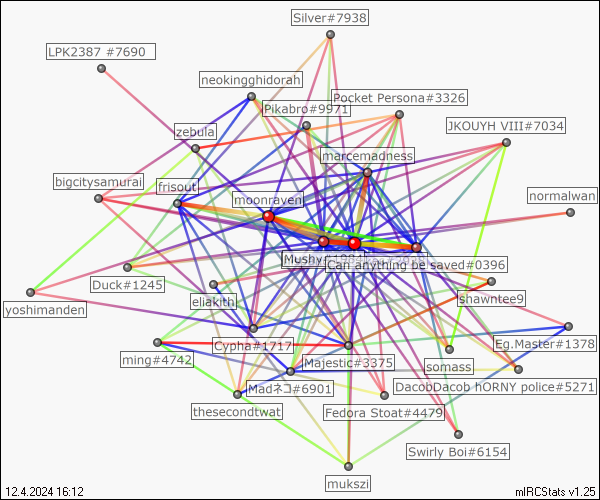 Silver#7938
LPK2387 #7690
neokingghidorah
Pikabro#9971
Pocket Persona#3326
zebula
JKOUYH VIII#7034
marcemadness
bigcitysamurai
frisout
moonraven
normalwan
Mushy#1984
Can anything be saved#0396
Duck#1245
eliakith
shawntee9
yoshimanden
Cypha#1717
Eg.Master#1378
ming#4742
Majestic#3375
somass
Madネコ#6901
DacobDacob hORNY police#5271
thesecondtwat
Fedora Stoat#4479
Swirly Boi#6154
mukszi
12.4.2024 16:12
mIRCStats v1.25